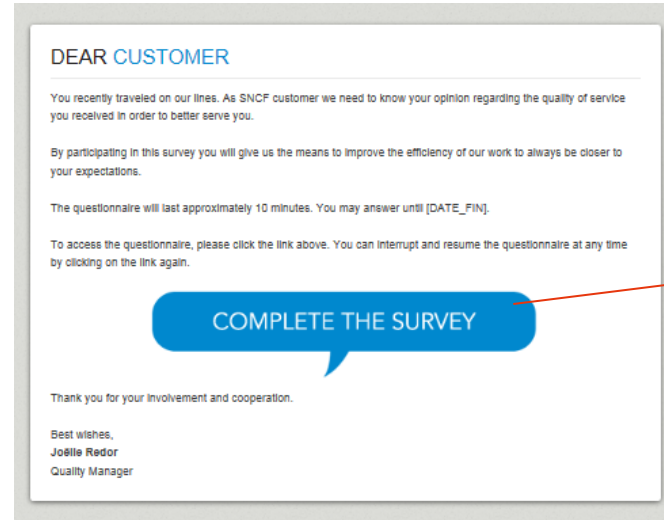 DEAR CUSTOMER
You recently traveled on our lines. As SNCF customer we need to know your opinion regarding the quality of service
you received in order to better serve you.
By participating in this survey you will give us the means to improve the efficiency of our work to always be closer to
your expectations.
The questionnaire will last approximately 10 minutes. You may answer until [DATE_FIN].
To access the questionnaire, please click the link above. You can interrupt and resume the questionnaire at any time
by clicking on the link again.
COMPLETE THE SURVEY
Thank you for your involvement and cooperation.
Best wishes,
Joëlle Redor
Quality Manager